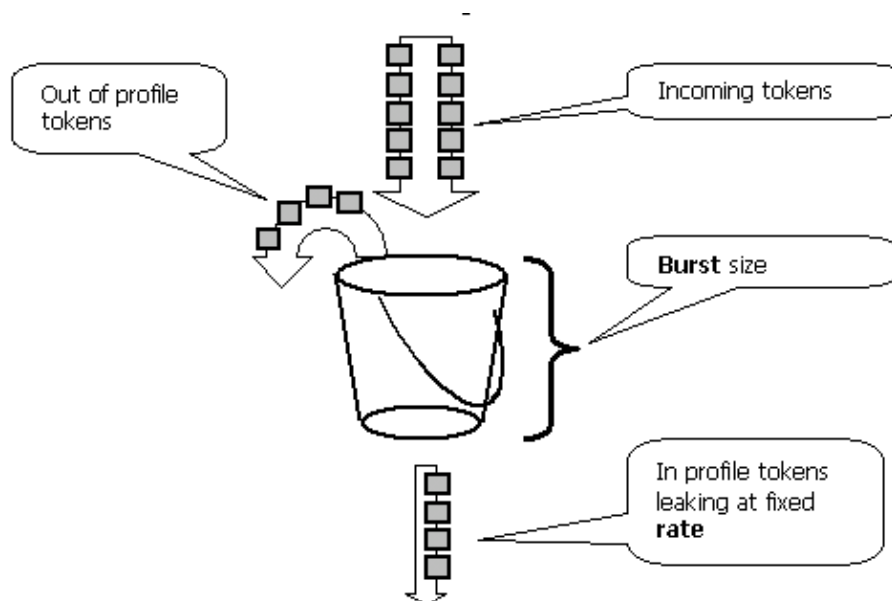 Out of profile
tokens
Incoming tokens
Burst size
In profile tokens
leaking at fixed
rate